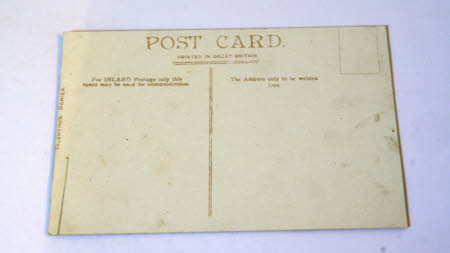 POST CARD.
PRINTED IN GREAT BRITAIN
For INLAND Postage only this
space may be used for communication.
The Address only to be written
here
VALENTINES SERIES